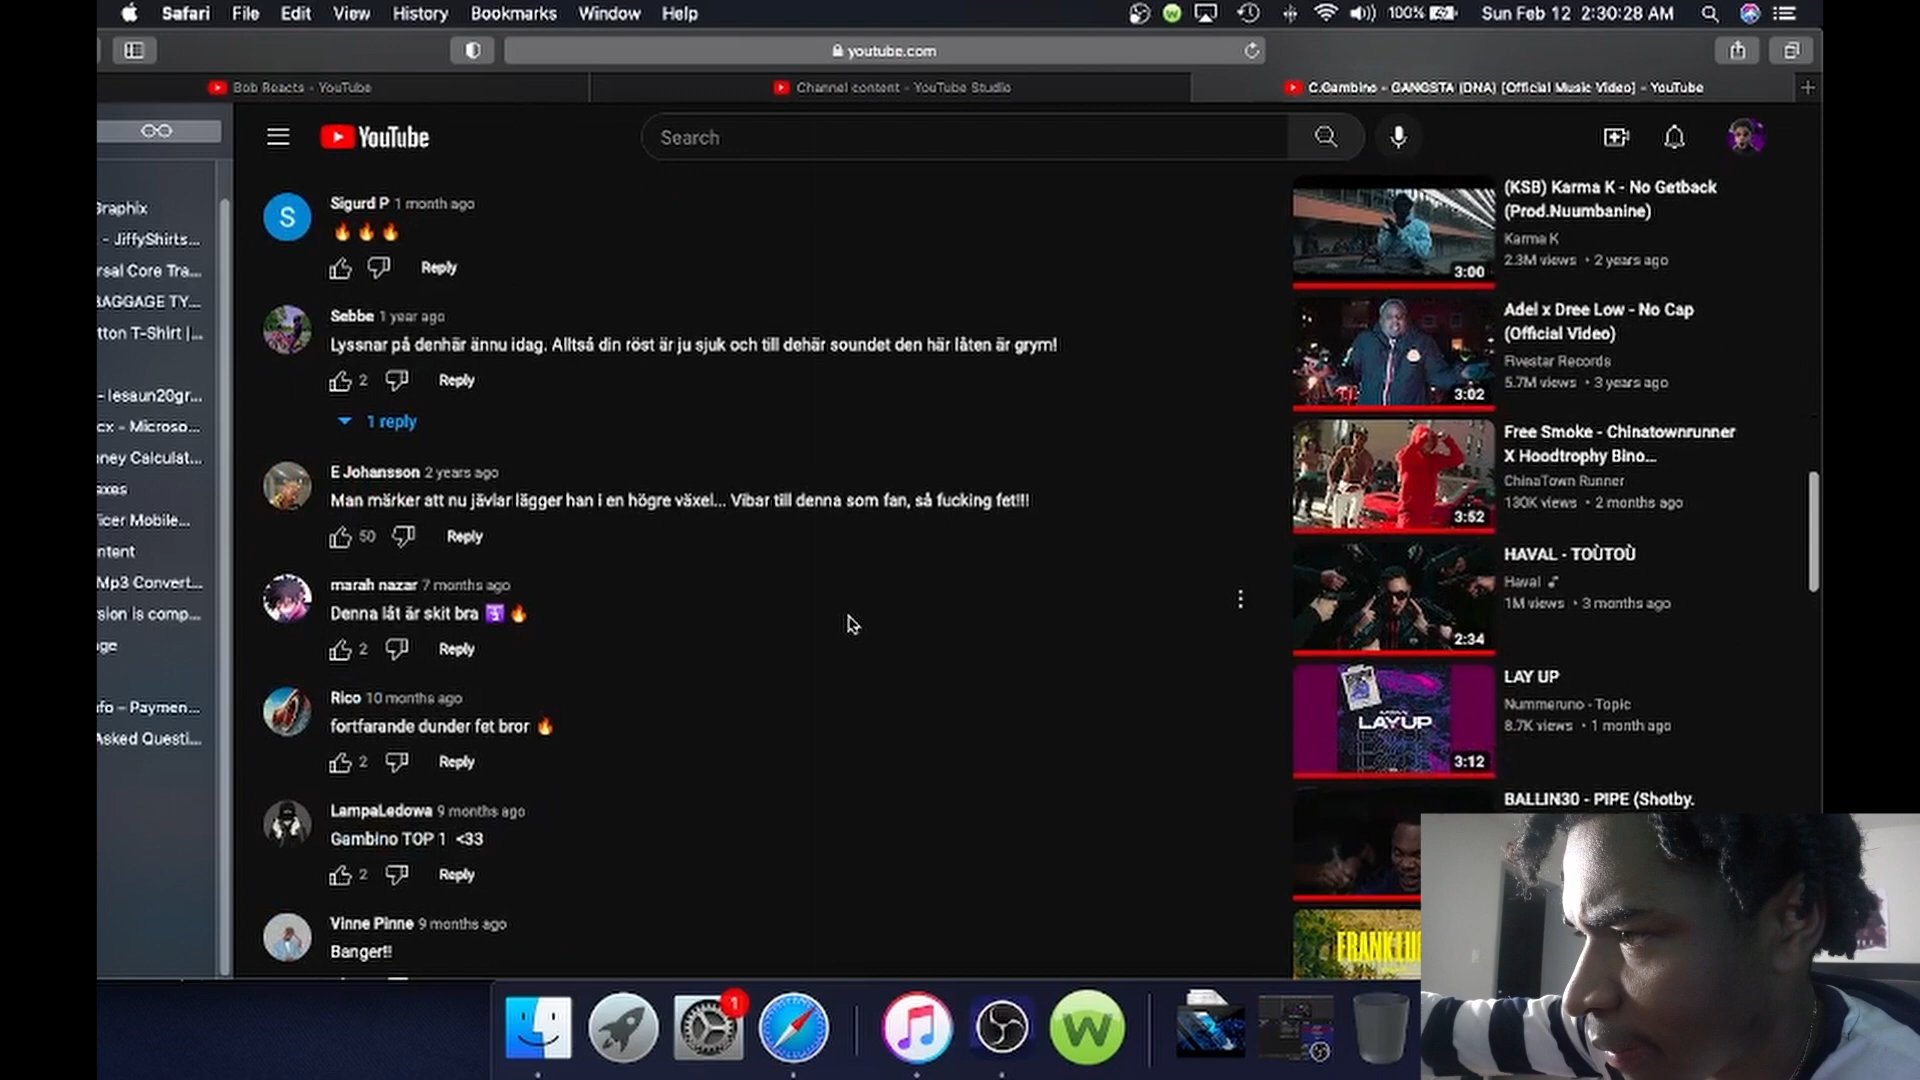 Safari File Edit View History Bookmarks Window Help 100% Sun Feb 12 2:30:28 AM
youtube.com
Bob Reacts - YouTube Channel content - YouTube Studio C.Gambino - GANGSTA (DNA) [Official Music Video] - YouTube
YouTube Search
Sigurd P 1 month ago
🔥🔥🔥
Reply
Sebbe 1 year ago
Lyssnar på denhär ännu idag. Alltså din röst är ju sjuk och till dehär soundet den här låten är grym!
2 Reply
1 reply
E Johansson 2 years ago
Man märker att nu jävlar lägger han i en högre växel... Vibar till denna som fan, så fucking fet!!!
50 Reply
marah nazar 7 months ago
Denna låt är skit bra 🔥
2 Reply
Rico 10 months ago
fortfarande dunder fet bror 🔥
2 Reply
LampaLedowa 9 months ago
Gambino TOP 1 <33
2 Reply
Vinne Pinne 9 months ago
Banger!!
- JiffyShirts...
rsal Core Tra...
BAGGAGE TY...
tton T-Shirt |...
- lesaun20gr...
cx - Microso...
ney Calculat...
axes
ficer Mobile...
ntent
Mp3 Convert...
rsion is comp...
ge
fo - Paymen...
Asked Questi...
(KSB) Karma K - No Getback
(Prod.Nuumbanine)
Karma K
2.3M views • 2 years ago
3:00
Adel x Dree Low - No Cap
(Official Video)
Fivestar Records
5.7M views • 3 years ago
3:02
Free Smoke - Chinatownrunner
X Hoodtrophy Bino...
ChinaTown Runner
130K views • 2 months ago
3:52
HAVAL - TOÙTOÙ
Haval
1M views • 3 months ago
2:34
LAY UP
Nummeruno - Topic
8.7K views • 1 month ago
LAYUP
3:12
BALLIN30 - PIPE (Shotby.
FRANK LU
1